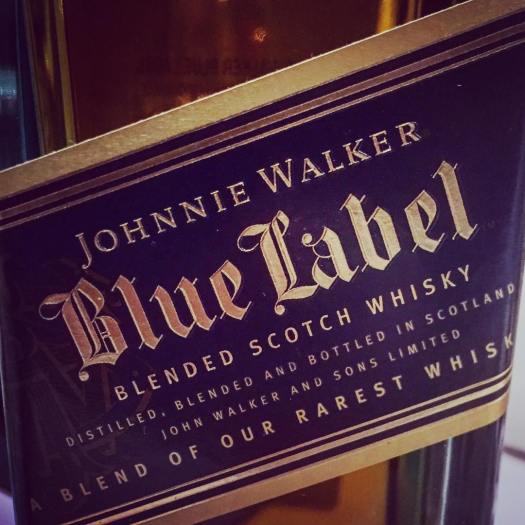 JOHNNIE WALKER
Blue Label
BLENDED SCOTCH WHISKY
DISTILLED, BLENDED AND BOTTLED IN SCOTLAND
JOHN WALKER AND SONS LIMITED
A BLEND OF OUR RAREST WHISK